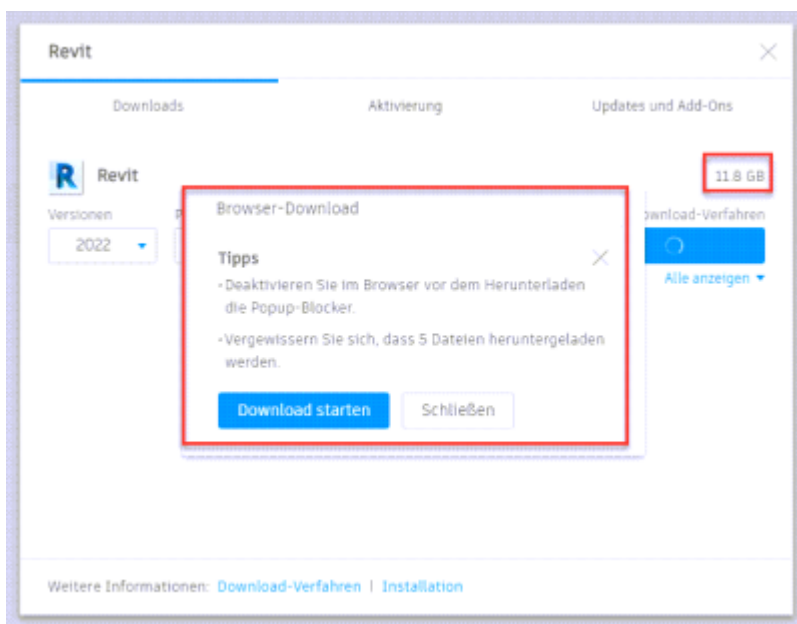 Revit
Downloads Aktivierung Updates und Add-Ons
R Revit 11.8 GB
Versionen
2022
Browser-Download
Tipps
-Deaktivieren Sie im Browser vor dem Herunterladen
die Popup-Blocker.
-Vergewissern Sie sich, dass 5 Dateien heruntergeladen
werden.
Download starten Schließen
Alle anzeigen
Weitere Informationen: Download-Verfahren | Installation